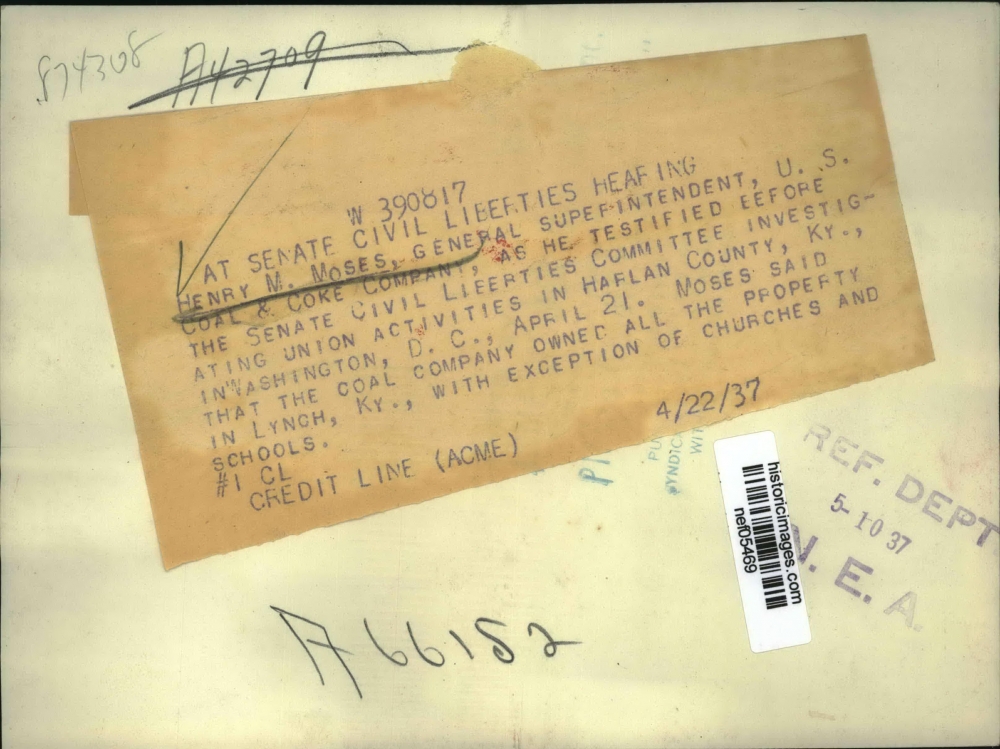 874308
A42709
W 390817
AT SENATE CIVIL LIBERTIES HEARING
HENRY M. MOSES, GENERAL SUPERINTENDENT, U. S.
COAL & COKE COMPANY, AS HE TESTIFIED BEFORE
THE SENATE CIVIL LIBERTIES COMMITTEE INVESTIG-
ATING UNION ACTIVITIES IN HARLAN COUNTY, KY.,
INWASHINGTON, D. C., APRIL 21. MOSES SAID
THAT THE COAL COMPANY OWNED ALL THE PROPERTY
IN LYNCH, KY., WITH EXCEPTION OF CHURCHES AND
SCHOOLS.
#1 CL
CREDIT LINE (ACME)
4/22/37
REF. DEPT
5-10 37
N. E. A.
historicimages.com
nef05469
A66152